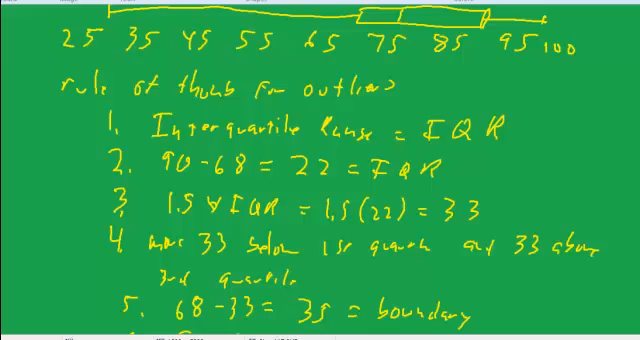 25 35 45 55 65 75 85 95 100
rule of thumb for outliers
1. Interquartile Range = IQR
2. 90 - 68 = 22 = IQR
3. 1.5 * IQR = 1.5 (22) = 33
4. 33 below 1st and 33 above
3rd quartile
5. 68 - 33 = 35 = boundary